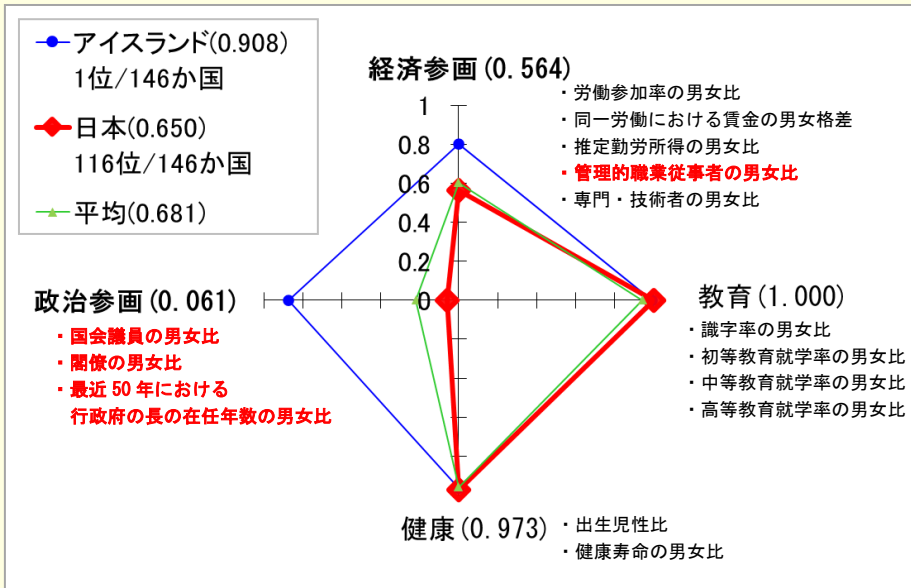 アイスランド(0.908)
1位/146か国
日本(0.650)
116位/146か国
平均(0.681)
経済参画(0.564)
・労働参加率の男女比
・同一労働における賃金の男女格差
・推定勤労所得の男女比
・管理的職業従事者の男女比
・専門・技術者の男女比
1
0.8
0.6
0.4
0.2
0
政治参画(0.061)
・国会議員の男女比
・閣僚の男女比
・最近50年における
行政府の長の在任年数の男女比
教育(1.000)
・識字率の男女比
・初等教育就学率の男女比
・中等教育就学率の男女比
・高等教育就学率の男女比
健康(0.973)
・出生児性比
・健康寿命の男女比